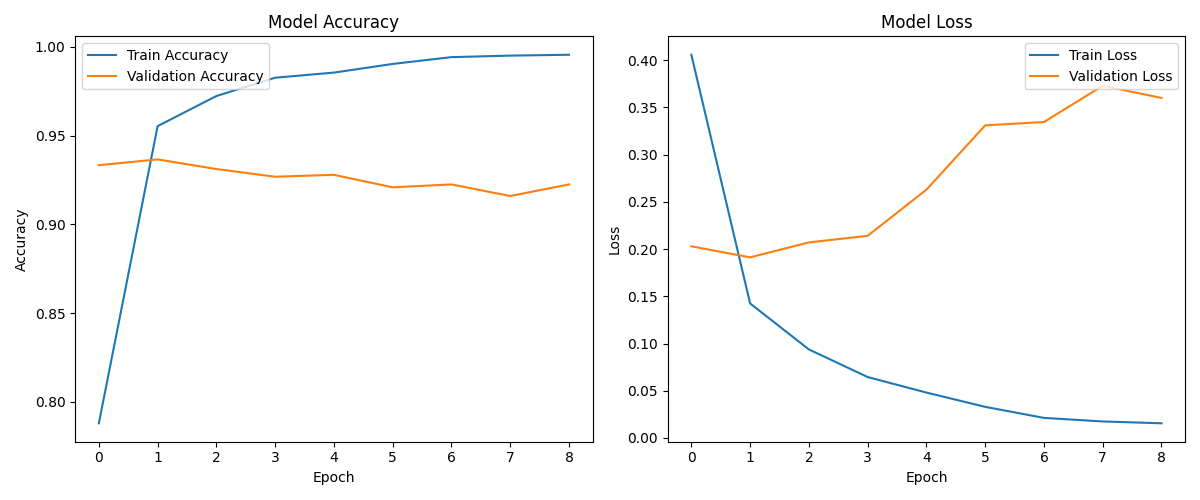 Model Accuracy
Train Accuracy
Validation Accuracy
1.00
0.95
0.90
0.85
0.80
Accuracy
0 1 2 3 4 5 6 7 8
Epoch
Model Loss
Train Loss
Validation Loss
0.40
0.35
0.30
0.25
0.20
0.15
0.10
0.05
0.00
Loss
0 1 2 3 4 5 6 7 8
Epoch